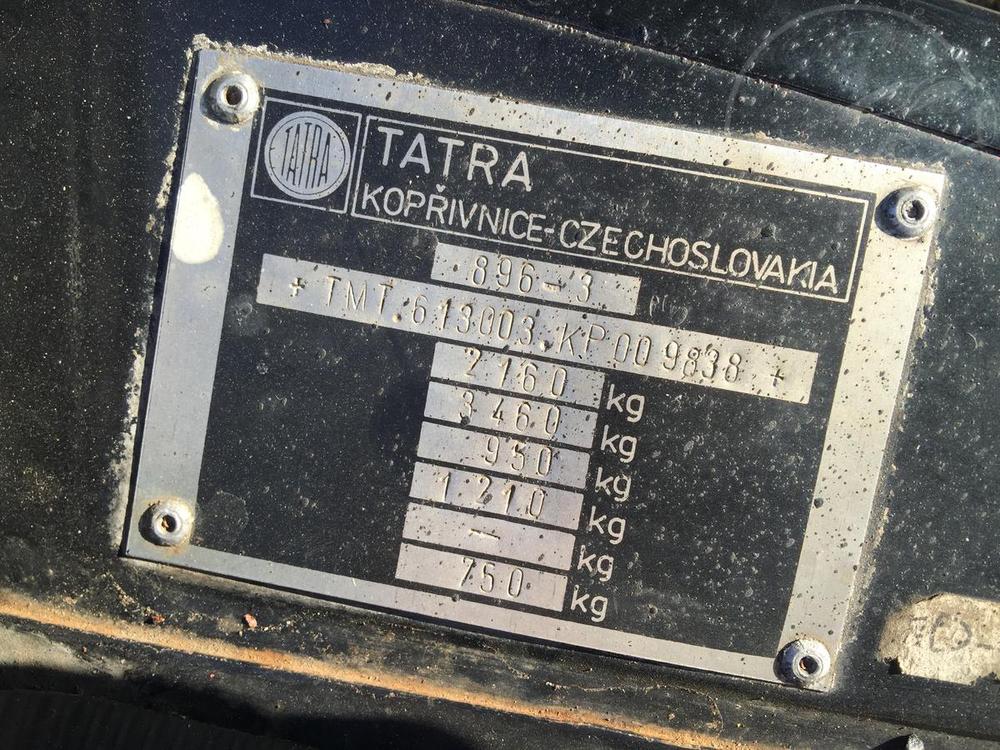 TATRA
TATRA
KOPŘIVNICE-CZECHOSLOVAKIA
896-3
+ TMT.613003.KP009838 +
2160 kg
3460 kg
950 kg
1210 kg
— kg
750 kg